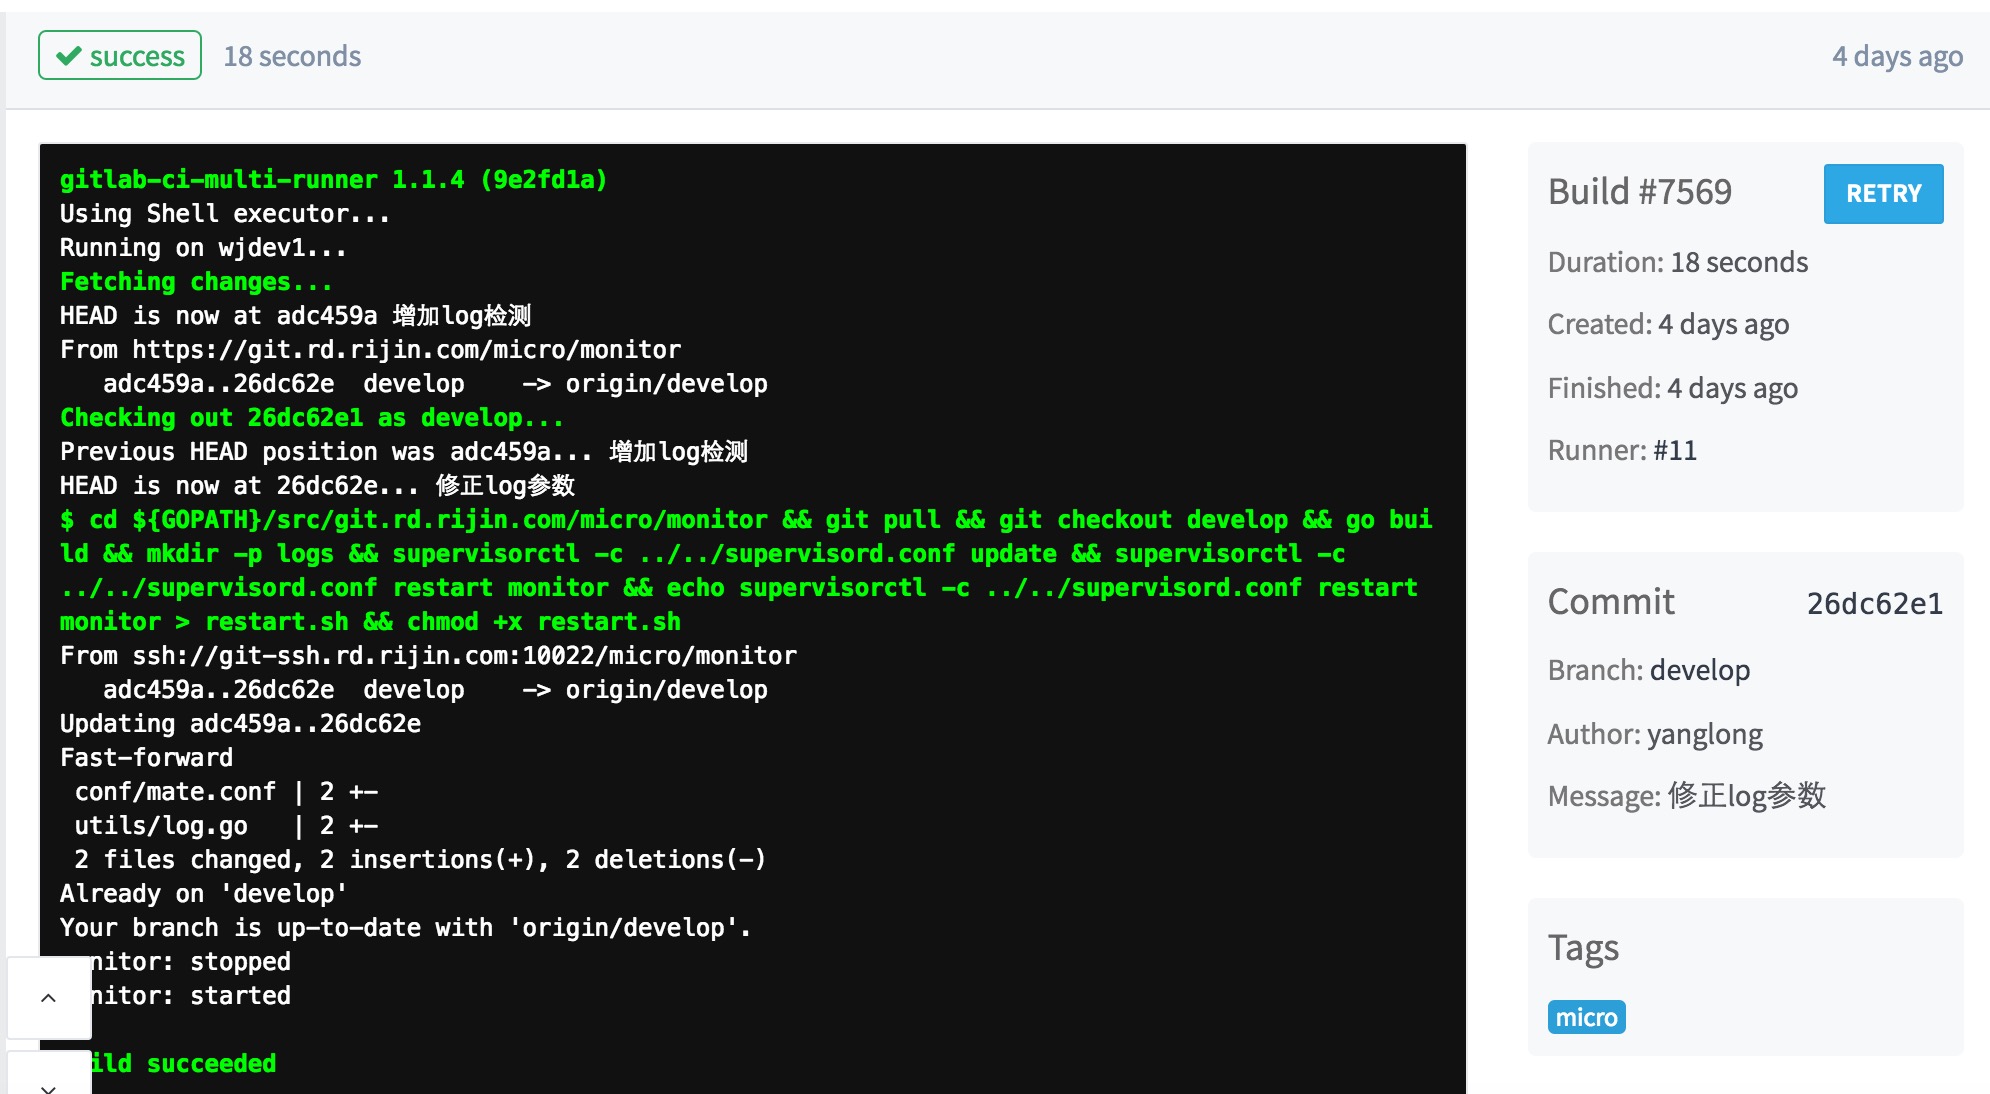 success 18 seconds 4 days ago
gitlab-ci-multi-runner 1.1.4 (9e2fd1a)
Using Shell executor...
Running on wjdev1...
Fetching changes...
HEAD is now at adc459a 增加log检测
From https://git.rd.rijin.com/micro/monitor
adc459a..26dc62e develop -> origin/develop
Checking out 26dc62e1 as develop...
Previous HEAD position was adc459a... 增加log检测
HEAD is now at 26dc62e... 修正log参数
$ cd ${GOPATH}/src/git.rd.rijin.com/micro/monitor && git pull && git checkout develop && go bui
ld && mkdir -p logs && supervisorctl -c ../../supervisord.conf update && supervisorctl -c
../../supervisord.conf restart monitor && echo supervisorctl -c ../../supervisord.conf restart
monitor > restart.sh && chmod +x restart.sh
From ssh://git-ssh.rd.rijin.com:10022/micro/monitor
adc459a..26dc62e develop -> origin/develop
Updating adc459a..26dc62e
Fast-forward
conf/mate.conf | 2 +-
utils/log.go | 2 +-
2 files changed, 2 insertions(+), 2 deletions(-)
Already on 'develop'
Your branch is up-to-date with 'origin/develop'.
nitor: stopped
nitor: started
ild succeeded
Build #7569 RETRY
Duration: 18 seconds
Created: 4 days ago
Finished: 4 days ago
Runner: #11
Commit 26dc62e1
Branch: develop
Author: yanglong
Message: 修正log参数
Tags
micro